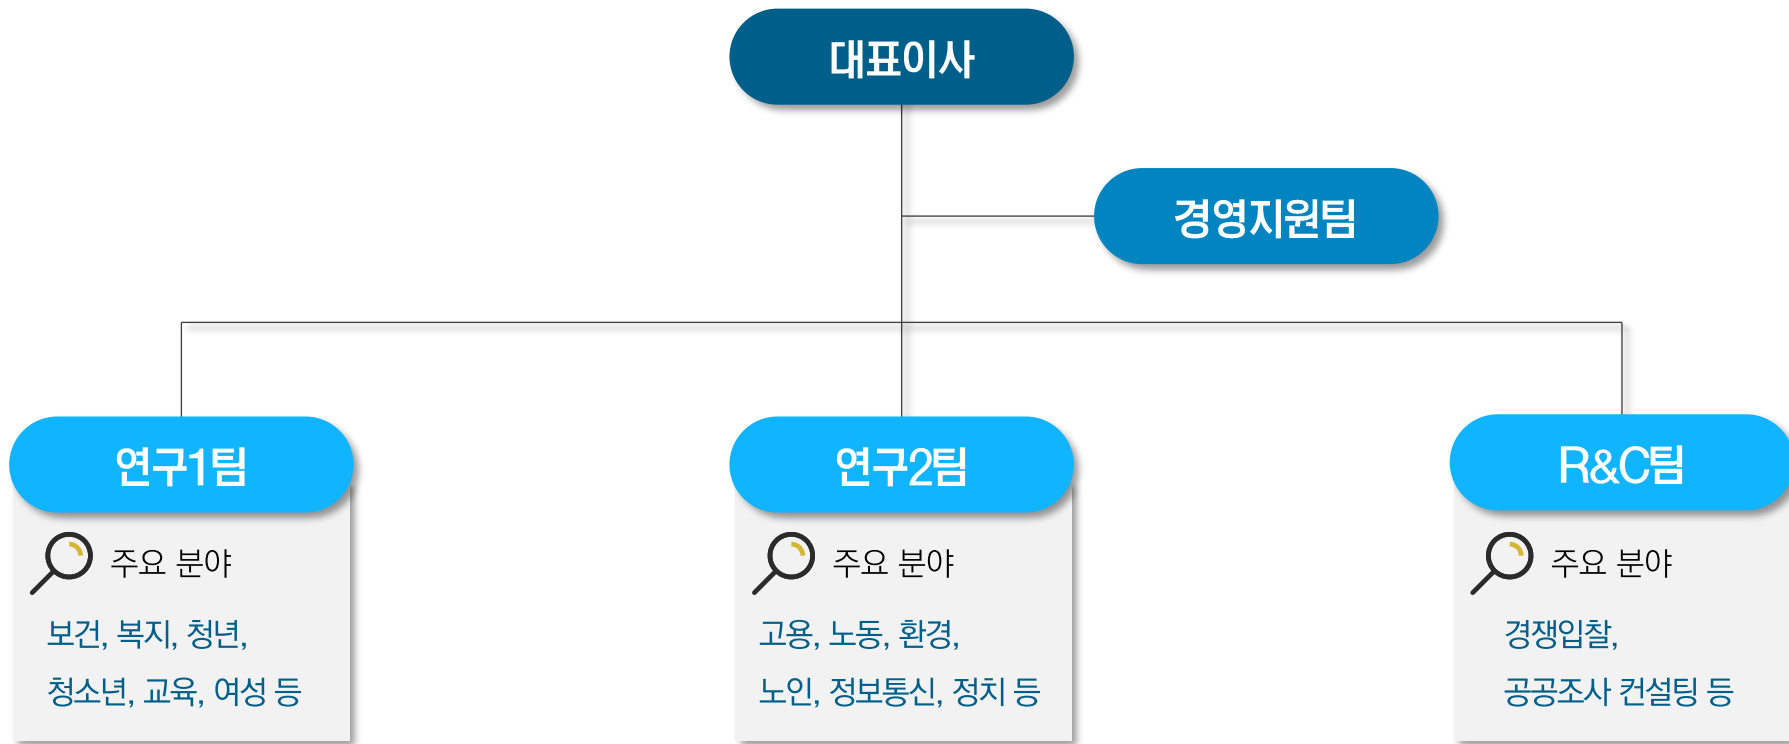 대표이사
경영지원팀
연구1팀
주요 분야
보건, 복지, 청년,
청소년, 교육, 여성 등
연구2팀
주요 분야
고용, 노동, 환경,
노인, 정보통신, 정치 등
R&C팀
주요 분야
경쟁입찰,
공공조사 컨설팅 등